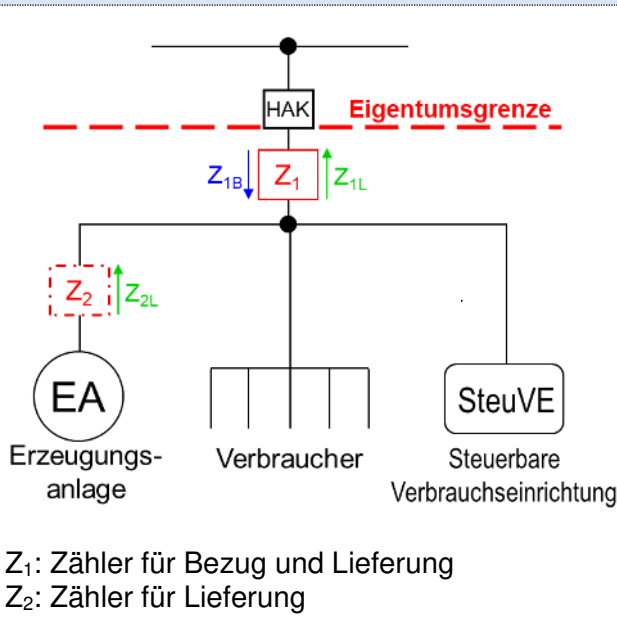 HAK
Eigentumsgrenze
Z1B Z1 Z1L
Z2 Z2L
EA
SteuVE
Erzeugungs-
anlage
Verbraucher
Steuerbare
Verbrauchseinrichtung
Z1: Zähler für Bezug und Lieferung
Z2: Zähler für Lieferung